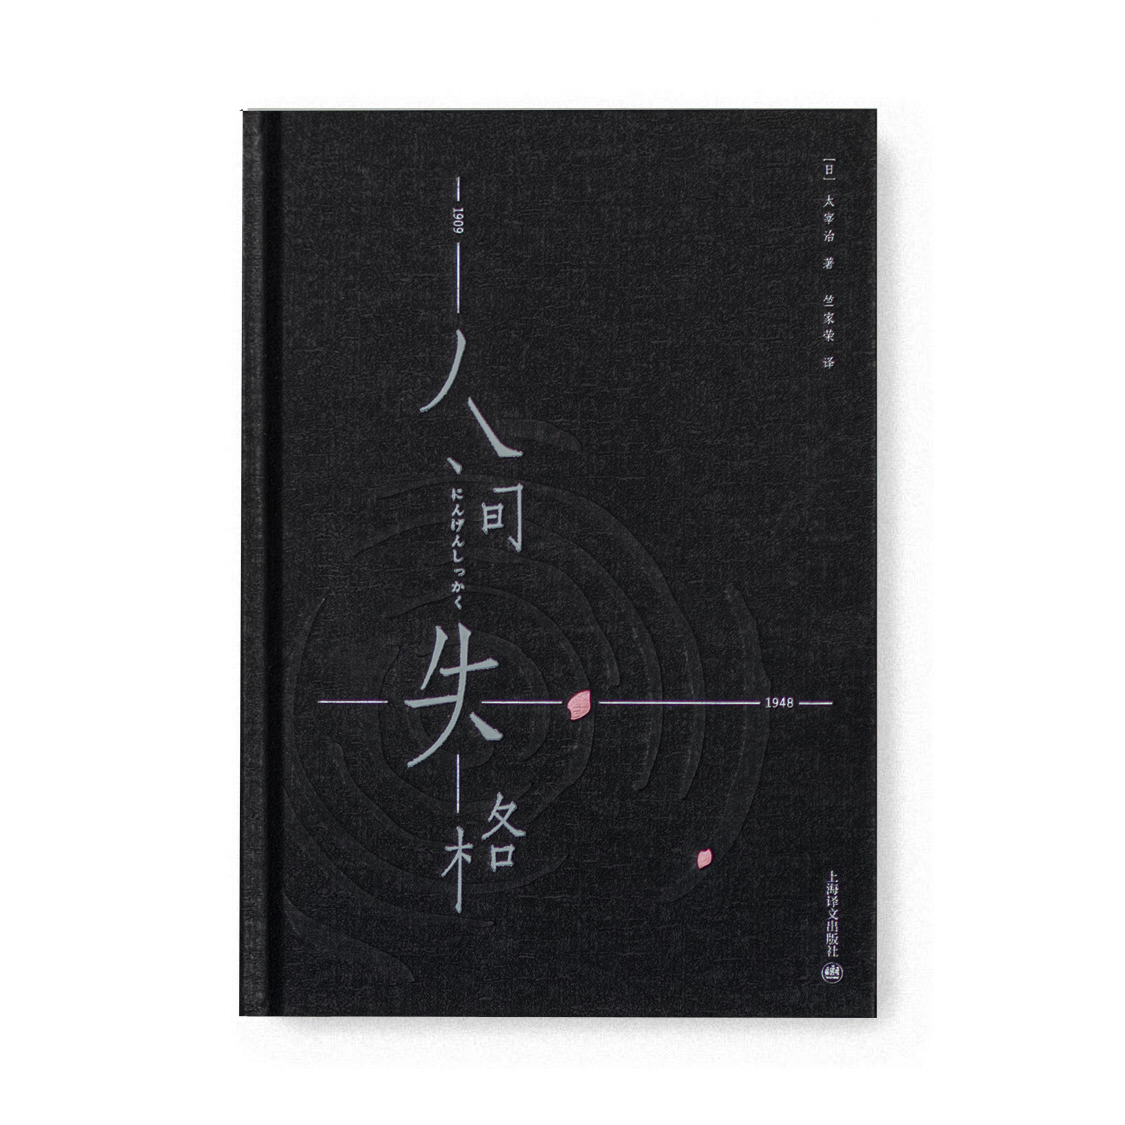 [日] 太宰治 著 竺家荣 译
1909
人间
にんげんしっかく
失格
1948
上海译文出版社